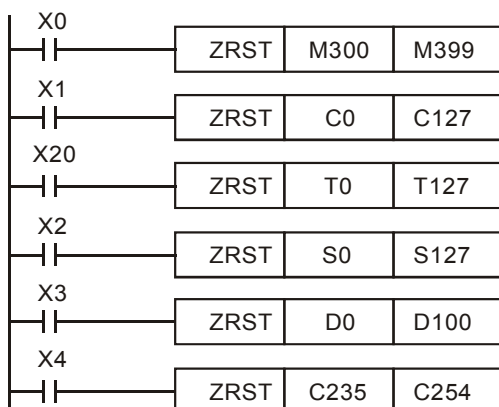 X0
ZRST M300 M399
X1
ZRST C0 C127
X20
ZRST T0 T127
X2
ZRST S0 S127
X3
ZRST D0 D100
X4
ZRST C235 C254